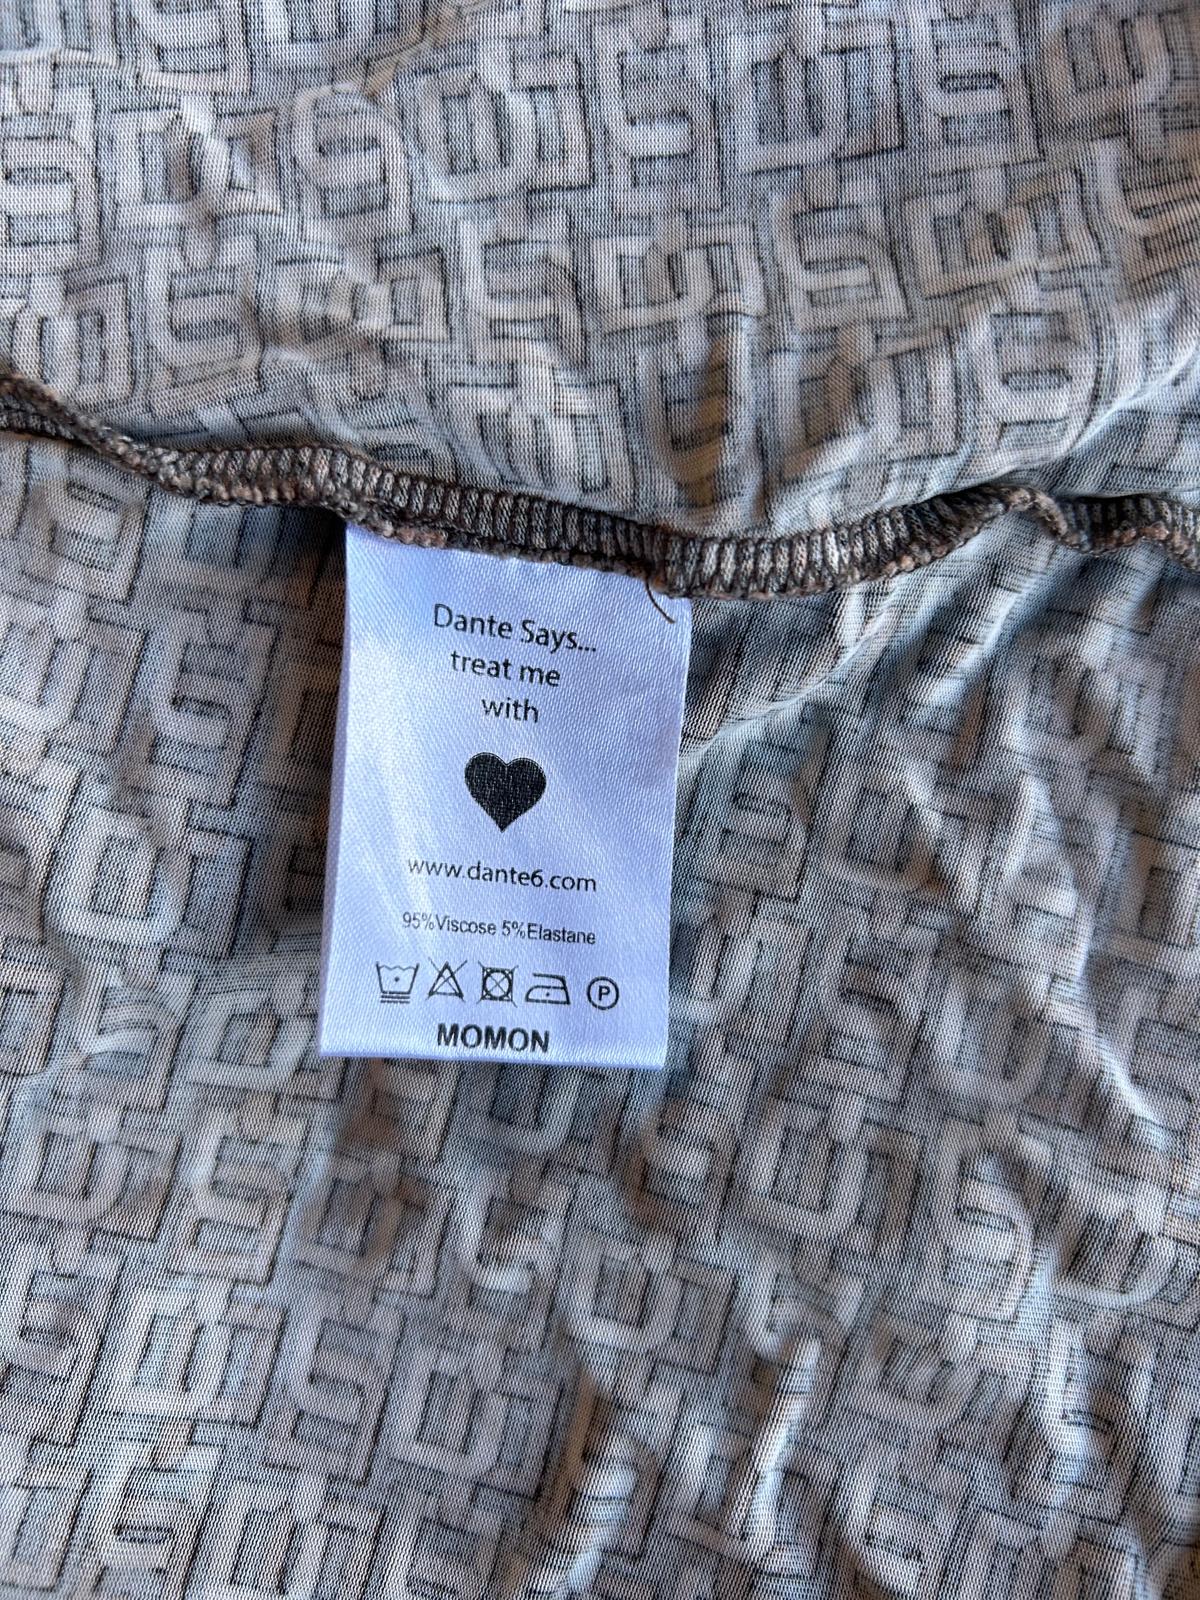 Dante Says...
treat me
with
www.dante6.com
95%Viscose 5%Elastane
P
MOMON